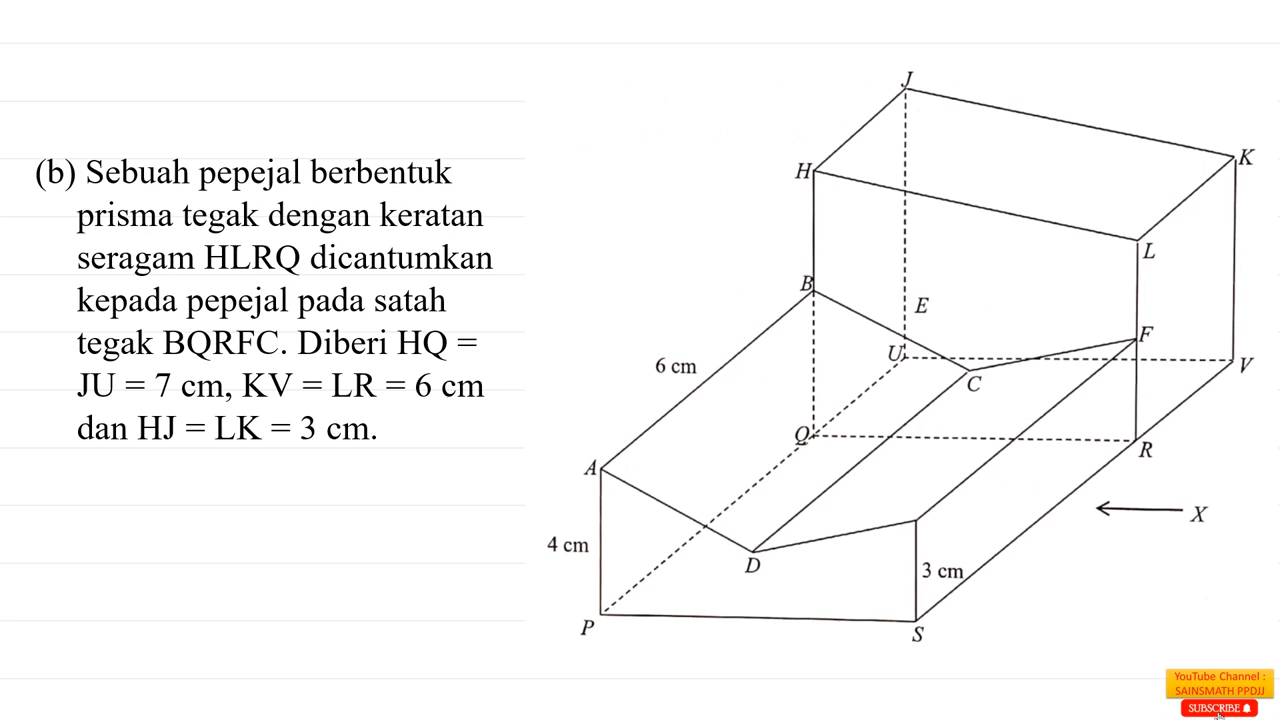 (b) Sebuah pepejal berbentuk
prisma tegak dengan keratan
seragam HLRQ dicantumkan
kepada pepejal pada satah
tegak BQRFC. Diberi HQ =
JU = 7 cm, KV = LR = 6 cm
dan HJ = LK = 3 cm.
J
K
H
L
B
E
F
6 cm
U
V
C
Q
R
A
X
4 cm
D
3 cm
P
S
YouTube Channel :
SAINSMATH PPDJJ
SUBSCRIBE